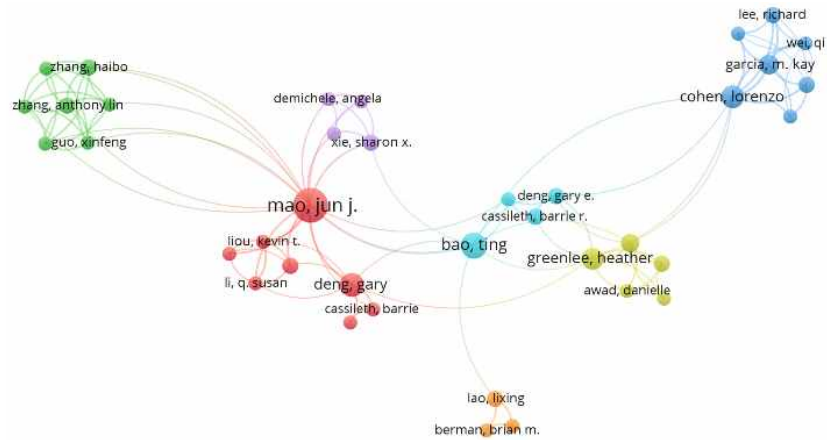 lee, richard
wei, qi
garcia, m. kay
cohen, lorenzo
zhang, haibo
zhang, anthony lin
guo, xinfeng
demichele, angela
xie, sharon x.
mao, jun j.
deng, gary e.
cassileth, barrie r.
bao, ting
liou, kevin t.
li, q. susan
deng, gary
cassileth, barrie
greenlee, heather
awad, danielle
lao, lixing
berman, brian m.